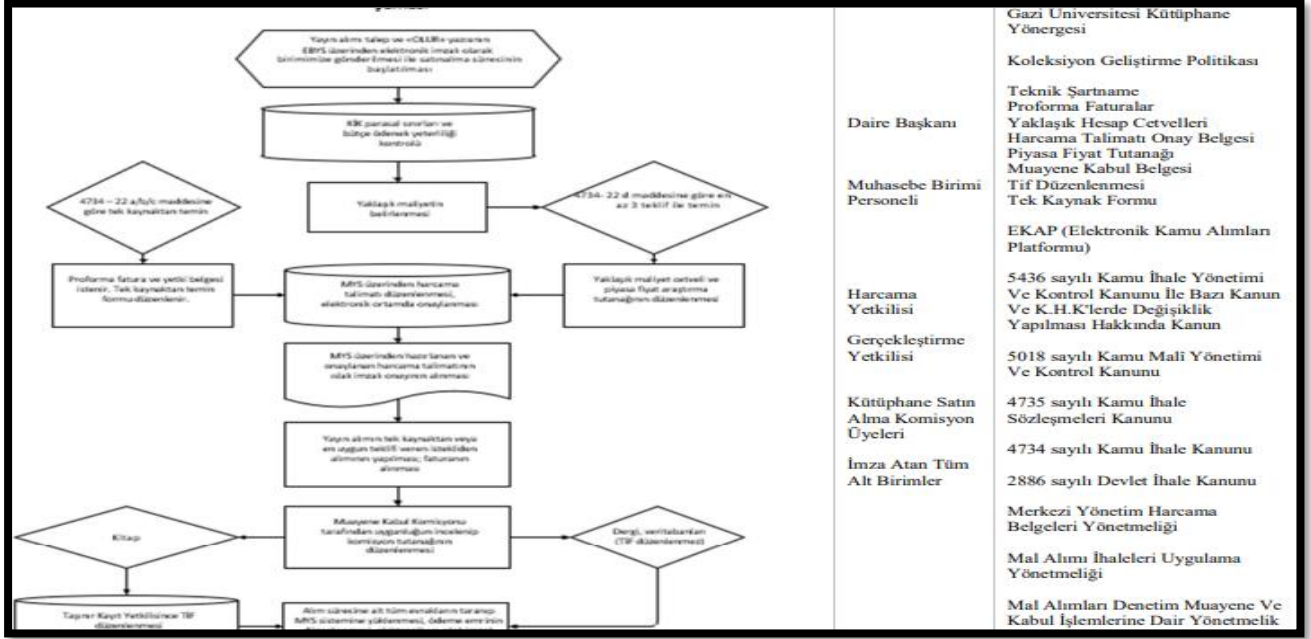 Yayın alımı talep ve «OLUR» yazısının
EBYS üzerinden elektronik imzalı olarak
birimimize gönderilmesi ile satınalma sürecinin
başlatılması
KİK parasal sınırları ve
bütçe ödenek yeterliliği
kontrolü
4734 – 22 a/b/c maddesine
göre tek kaynaktan temin
Yaklaşık maliyetin
belirlenmesi
4734- 22 d maddesine göre en
az 3 teklif ile temin
Proforma fatura ve yetki belgesi
istenir. Tek kaynaktan temin
formu düzenlenir.
MYS üzerinden harcama
talimatı düzenlenmesi,
elektronik ortamda onaylanması
Yaklaşık maliyet cetveli ve
piyasa fiyat araştırma
tutanağının düzenlenmesi
MYS üzerinden hazırlanan ve
onaylanan harcama talimatının
ıslak imzalı onayının alınması
Yayın alımın tek kaynaktan veya
en uygun teklifi veren istekliden
alımının yapılması; faturanın
alınması
Kitap
Muayene Kabul Komisyonu
tarafından uygunluğun incelenip
komisyon tutanağının
düzenlenmesi
Dergi, veritabanları
(TİF düzenlenmez)
Taşınır Kayıt Yetkilisince TİF
düzenlenmesi
Alım sürecine ait tüm evrakların taranıp
MYS sistemine yüklenmesi, ödeme emrinin
Daire Başkanı
Muhasebe Birimi
Personeli
Harcama
Yetkilisi
Gerçekleştirme
Yetkilisi
Kütüphane Satın
Alma Komisyon
Üyeleri
İmza Atan Tüm
Alt Birimler
Gazi Üniversitesi Kütüphane
Yönergesi
Koleksiyon Geliştirme Politikası
Teknik Şartname
Proforma Faturalar
Yaklaşık Hesap Cetvelleri
Harcama Talimatı Onay Belgesi
Piyasa Fiyat Tutanağı
Muayene Kabul Belgesi
Tif Düzenlenmesi
Tek Kaynak Formu
EKAP (Elektronik Kamu Alımları
Platformu)
5436 sayılı Kamu İhale Yönetimi
Ve Kontrol Kanunu İle Bazı Kanun
Ve K.H.K'lerde Değişiklik
Yapılması Hakkında Kanun
5018 sayılı Kamu Malî Yönetimi
Ve Kontrol Kanunu
4735 sayılı Kamu İhale
Sözleşmeleri Kanunu
4734 sayılı Kamu İhale Kanunu
2886 sayılı Devlet İhale Kanunu
Merkezi Yönetim Harcama
Belgeleri Yönetmeliği
Mal Alımı İhaleleri Uygulama
Yönetmeliği
Mal Alımları Denetim Muayene Ve
Kabul İşlemlerine Dair Yönetmelik